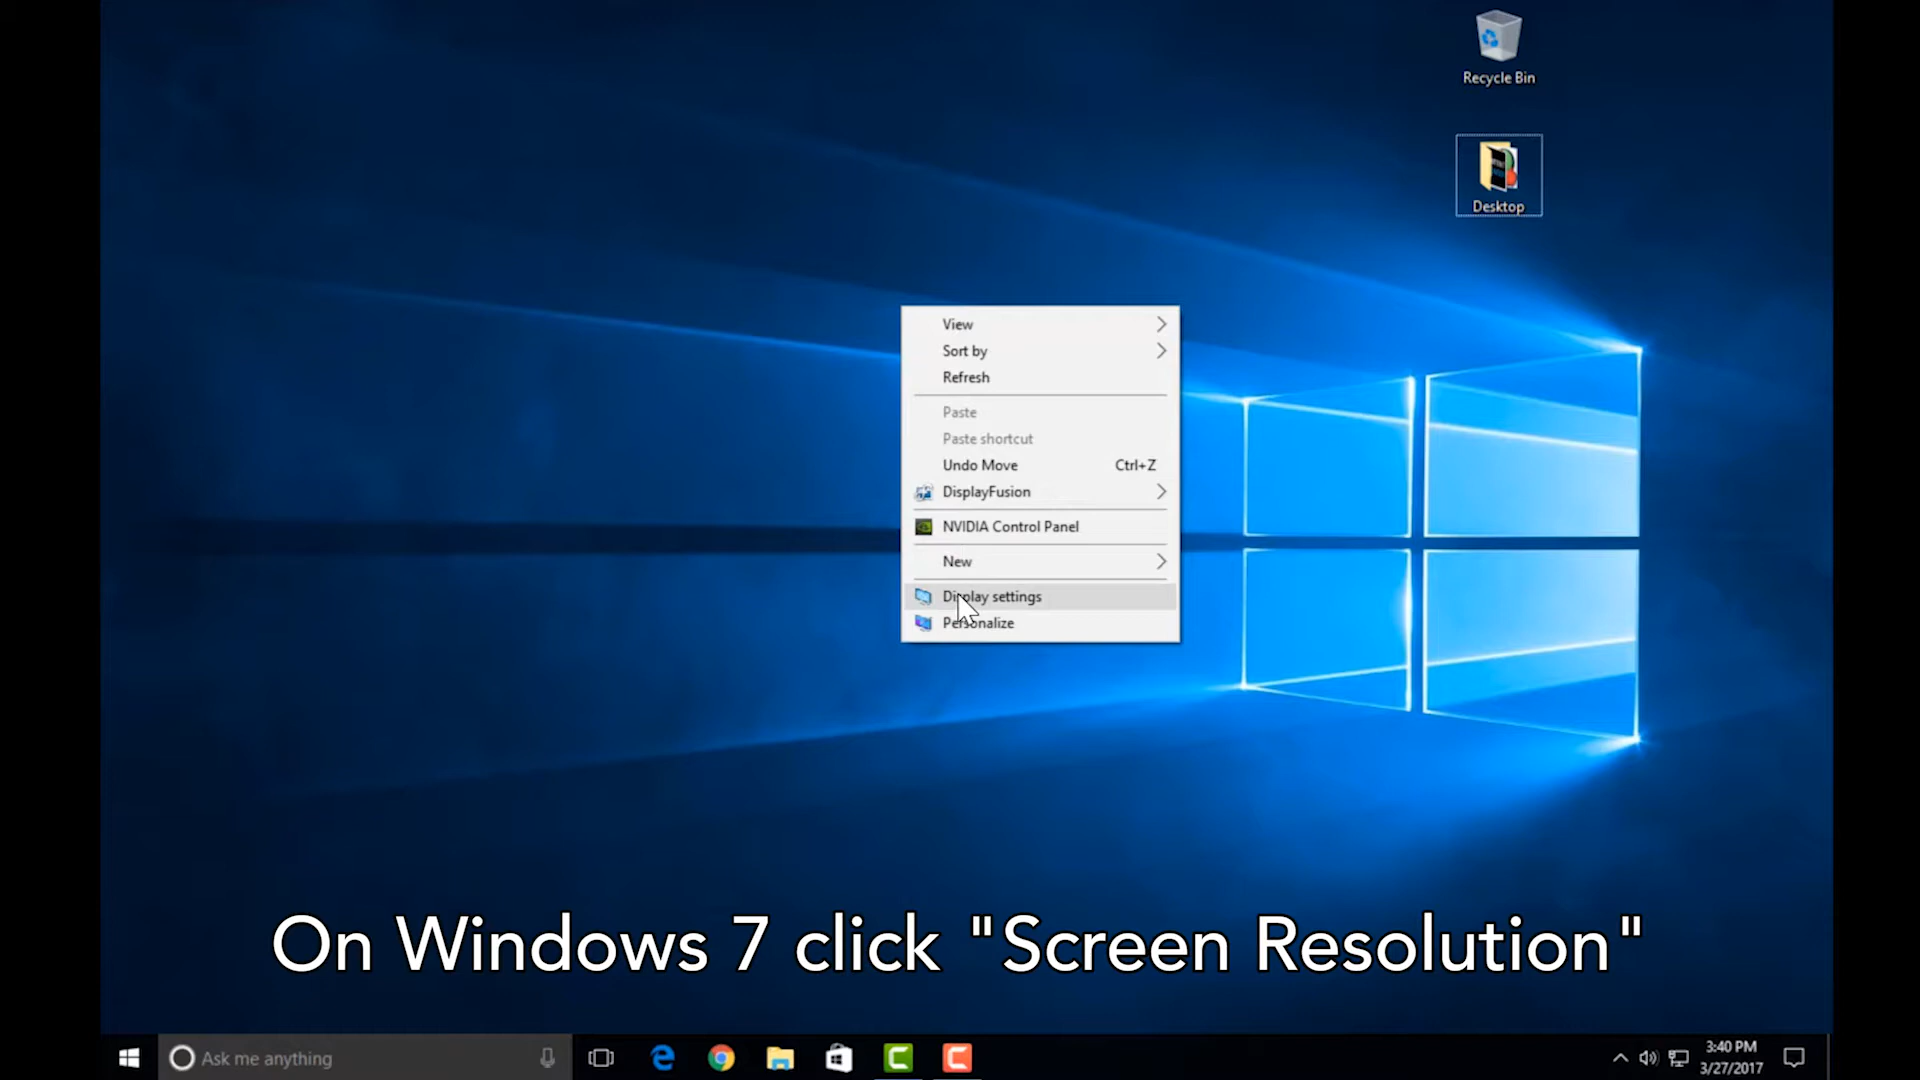 Recycle Bin
Desktop
View
Sort by
Refresh
Paste
Paste shortcut
Undo Move Ctrl+Z
DisplayFusion
NVIDIA Control Panel
New
Display settings
Personalize
On Windows 7 click "Screen Resolution"
Ask me anything
3:40 PM
3/27/2017